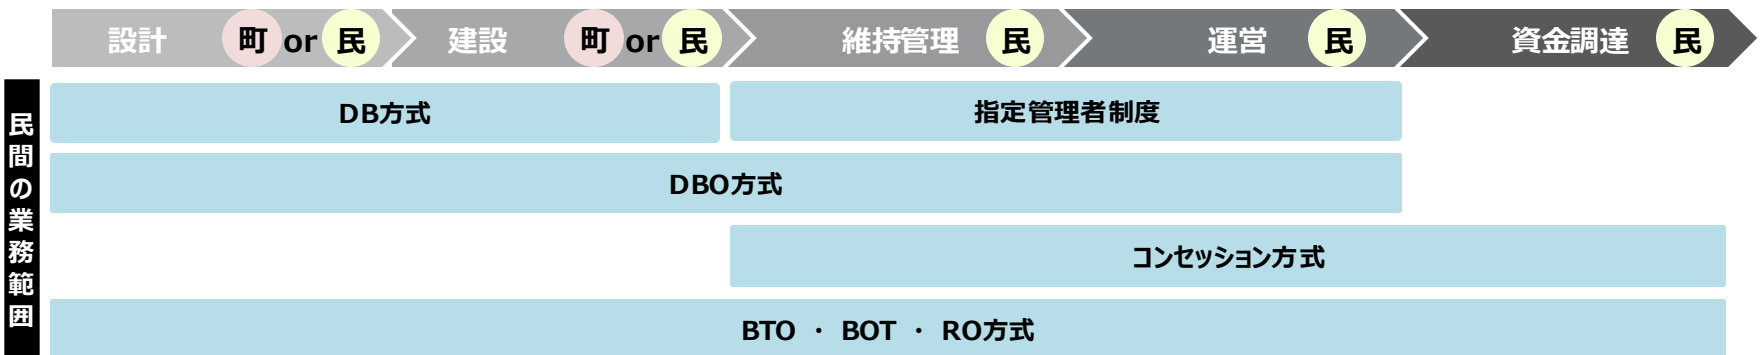 設計 町 or 民 建設 町 or 民 維持管理 民 運営 民 資金調達 民
民間の業務範囲
DB方式 指定管理者制度
DBO方式
コンセッション方式
BTO ・ BOT ・ RO方式